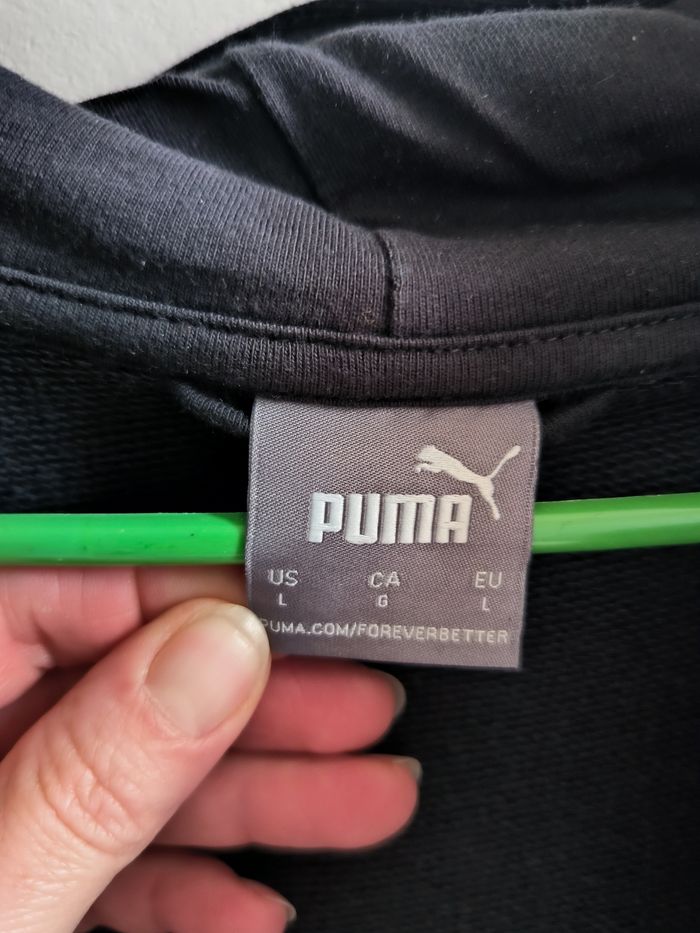 PUMA
US CA EU
L G L
PUMA.COM/FOREVERBETTER